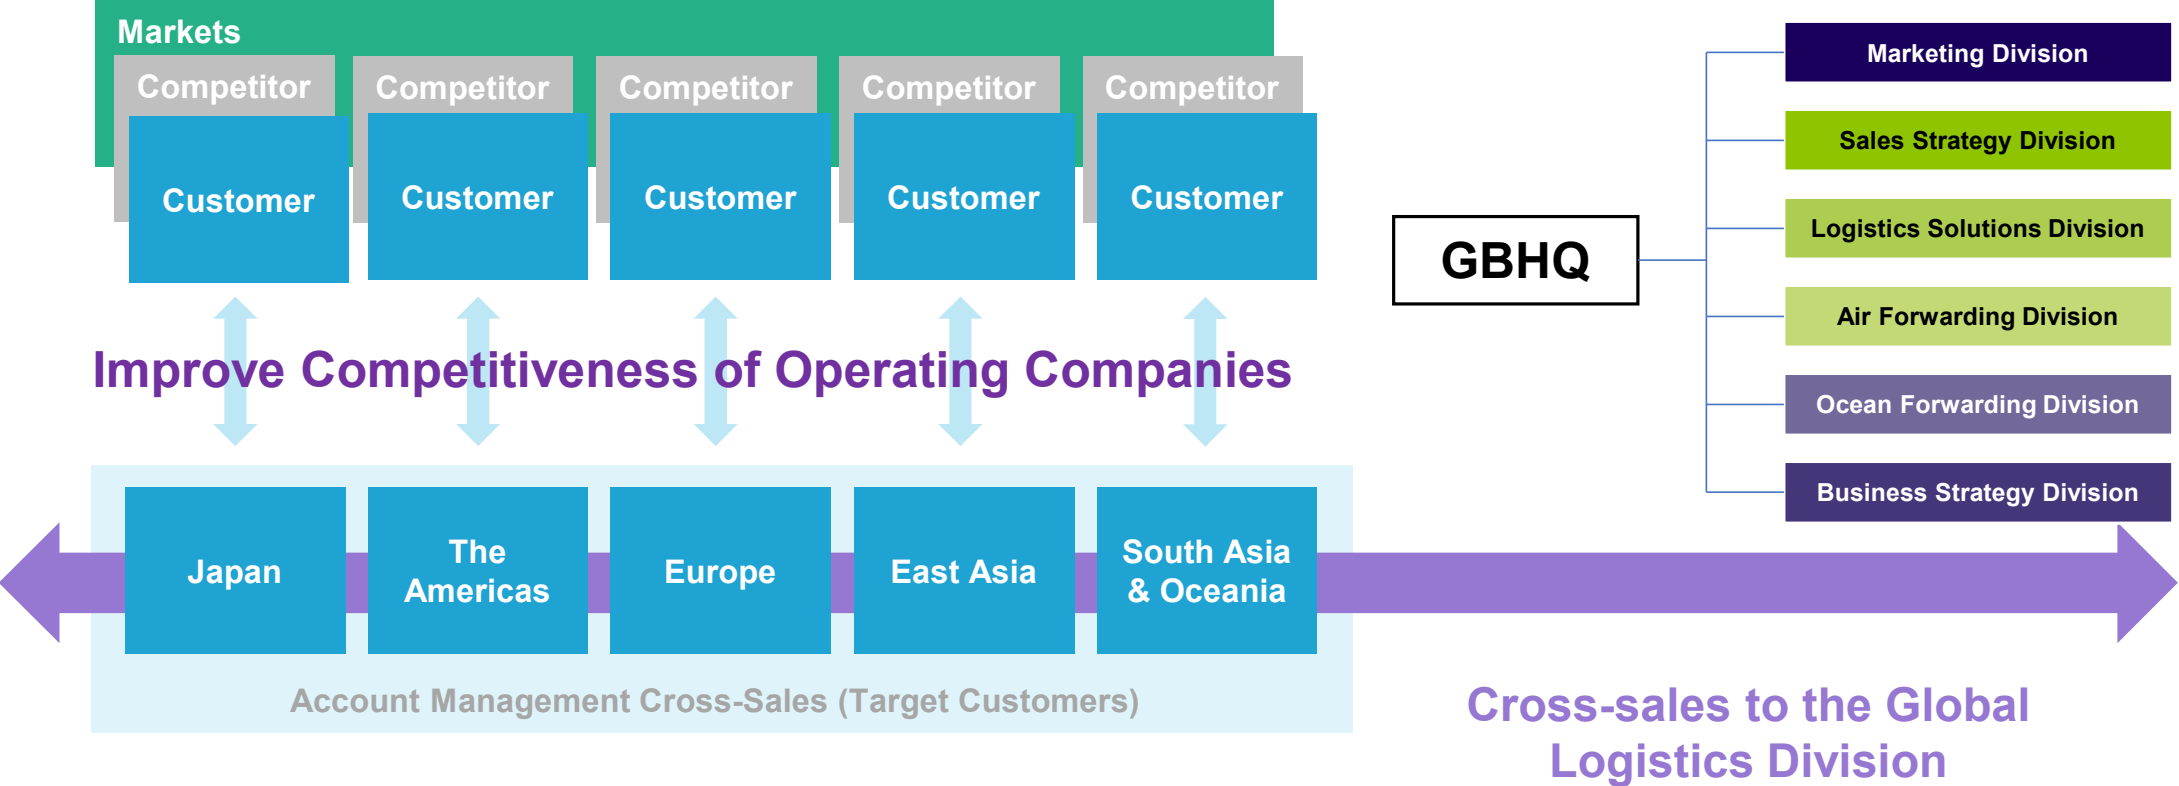 Markets
Competitor
Competitor
Competitor
Competitor
Competitor
Customer
Customer
Customer
Customer
Customer
Improve Competitiveness of Operating Companies
Japan
The
Americas
Europe
East Asia
South Asia
& Oceania
Account Management Cross-Sales (Target Customers)
GBHQ
Marketing Division
Sales Strategy Division
Logistics Solutions Division
Air Forwarding Division
Ocean Forwarding Division
Business Strategy Division
Cross-sales to the Global
Logistics Division